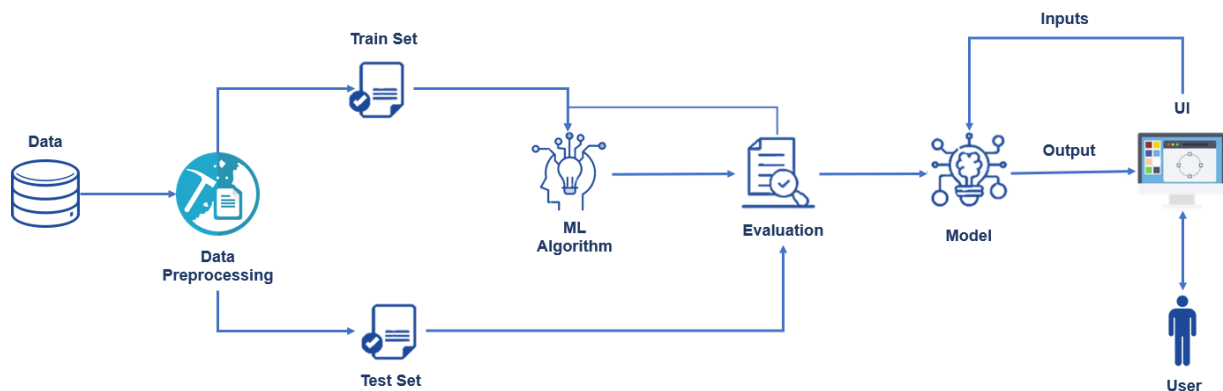 Inputs
Train Set
UI
Data
Output
ML
Algorithm
Evaluation
Model
Data
Preprocessing
Test Set
User